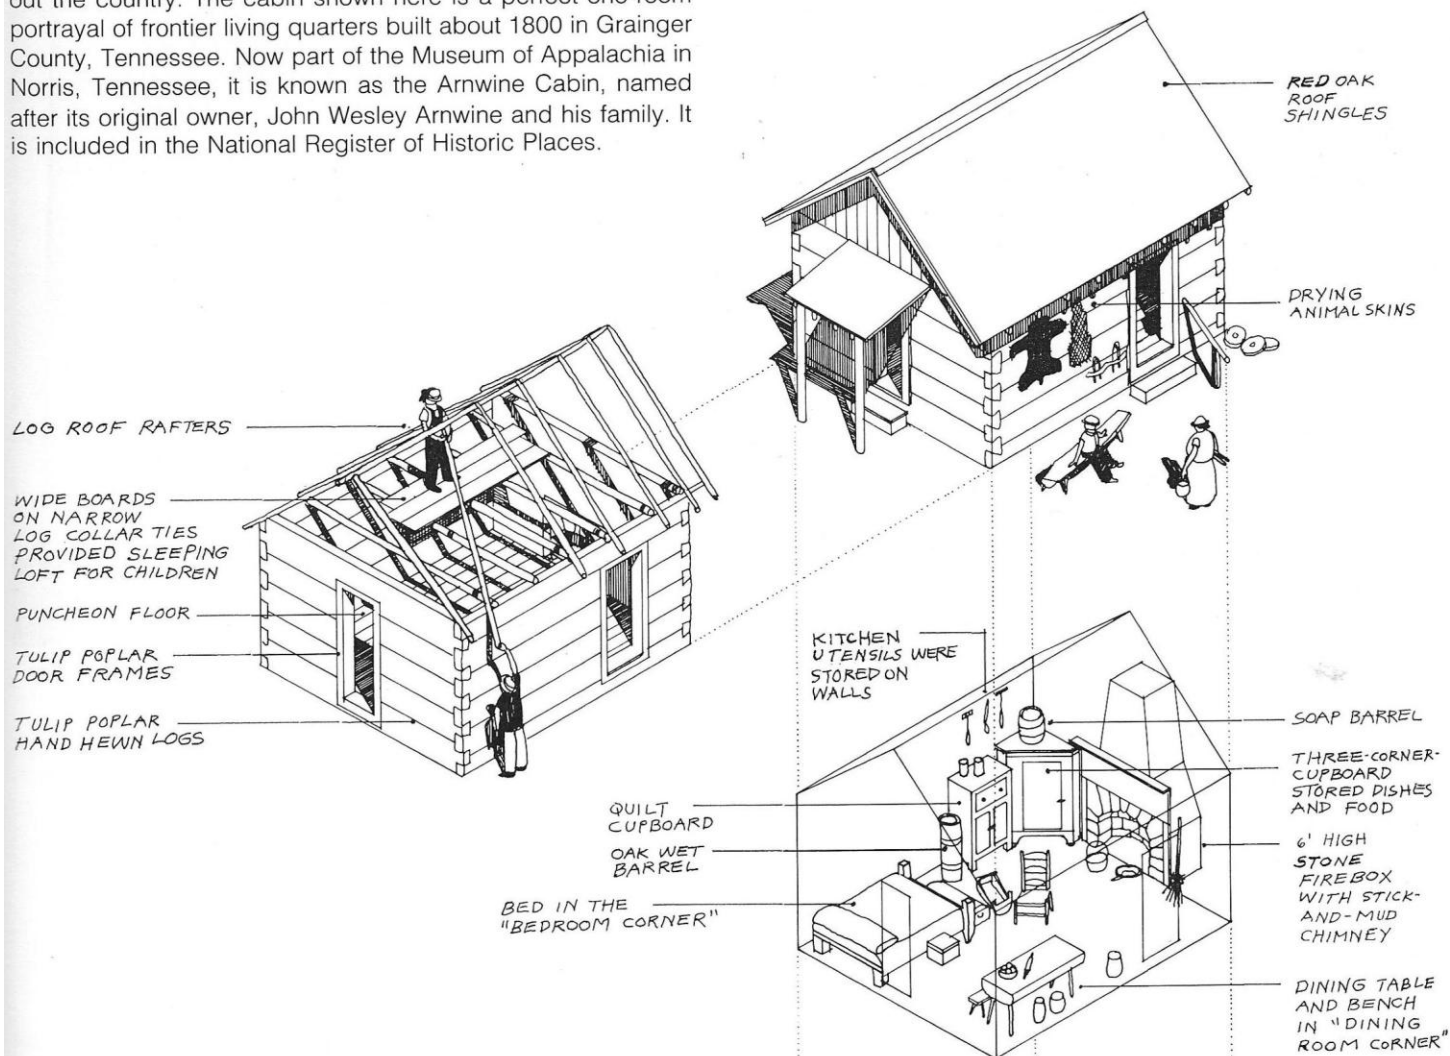 out the country. The cabin shown here is a perfect one-room
portrayal of frontier living quarters built about 1800 in Grainger
County, Tennessee. Now part of the Museum of Appalachia in
Norris, Tennessee, it is known as the Arnwine Cabin, named
after its original owner, John Wesley Arnwine and his family. It
is included in the National Register of Historic Places.
RED OAK
ROOF
SHINGLES
DRYING
ANIMAL SKINS
LOG ROOF RAFTERS
WIDE BOARDS
ON NARROW
LOG COLLAR TIES
PROVIDED SLEEPING
LOFT FOR CHILDREN
PUNCHEON FLOOR
TULIP POPLAR
DOOR FRAMES
TULIP POPLAR
HAND HEWN LOGS
KITCHEN
UTENSILS WERE
STORED ON
WALLS
QUILT
CUPBOARD
OAK WET
BARREL
BED IN THE
"BEDROOM CORNER"
SOAP BARREL
THREE-CORNER-
CUPBOARD
STORED DISHES
AND FOOD
6' HIGH
STONE
FIREBOX
WITH STICK-
AND-MUD
CHIMNEY
DINING TABLE
AND BENCH
IN "DINING
ROOM CORNER"